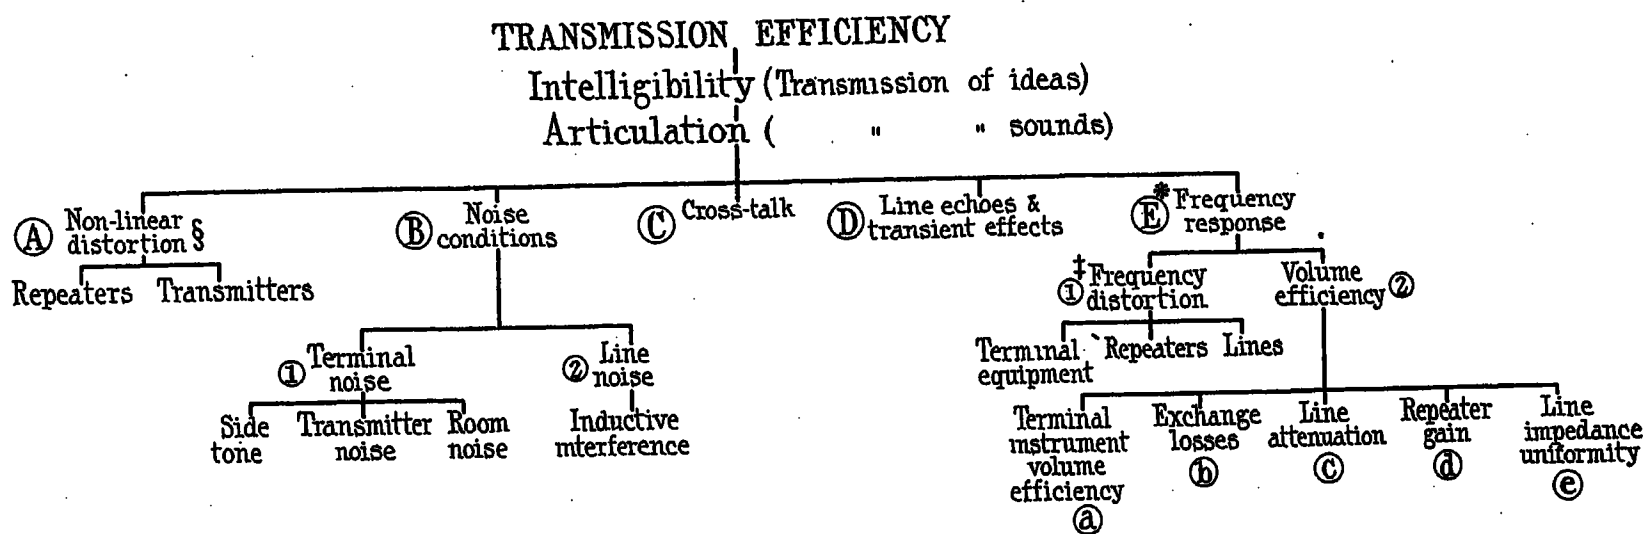 TRANSMISSION EFFICIENCY
Intelligibility (Transmission of ideas)
Articulation ( " " sounds)
Ⓐ Non-linear distortion §
Repeaters Transmitters
Ⓑ Noise conditions
① Terminal noise
Side tone
Transmitter noise
Room noise
② Line noise
Inductive interference
Ⓒ Cross-talk
Ⓓ Line echoes & transient effects
Ⓔ * Frequency response
① ‡ Frequency distortion
Terminal equipment
Repeaters Lines
Volume efficiency ②
Terminal instrument volume efficiency ⓐ
Exchange losses ⓑ
Line attenuation ⓒ
Repeater gain ⓓ
Line impedance uniformity ⓔ